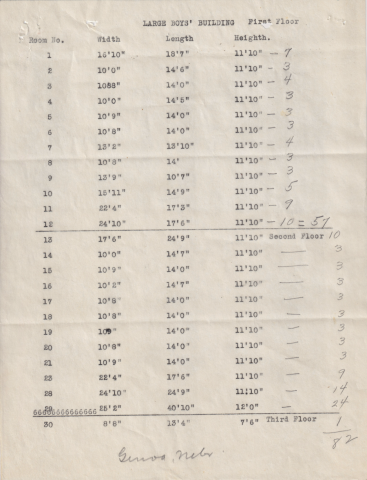 LARGE BOYS' BUILDING First Floor
Room No. Width Length Heighth.
1 16'10" 18'7" 11'10" - 7
2 10'0" 14'6" 11'10" - 3
3 1088" 14'0" 11'10" - 4
4 10'0" 14'5" 11'10" - 3
5 10'9" 14'0" 11'10" - 3
6 10'8" 14'0" 11'10" - 3
7 13'2" 13'10" 11'10" - 4
8 10'8" 14' 11'10" - 3
9 13'9" 10'7" 11'10" - 3
10 15'11" 14'9" 11'10" - 5
11 22'4" 17'3" 11'10" - 9
12 24'10" 17'6" 11'10" - 10 = 57
13 17'6" 24'9" 11'10" Second Floor 10
14 10'0" 14'7" 11'10" — 3
15 10'9" 14'0" 11'10" — 3
16 10'2" 14'7" 11'10" — 3
17 10'8" 14'0" 11'10" — 3
18 10'8" 14'0" 11'10" — 3
19 109" 14'0" 11'10" — 3
20 10'8" 14'0" 11'10" — 3
21 10'9" 14'0" 11'10" — 3
23 22'4" 17'6" 11'10" — 9
28 24'10" 24'9" 11;10" — 14
29 25'2" 40'10" 12'0" — 24
66666666666666
30 8'8" 13'4" 7'6" Third Floor 1
82
Genoa, Nebr